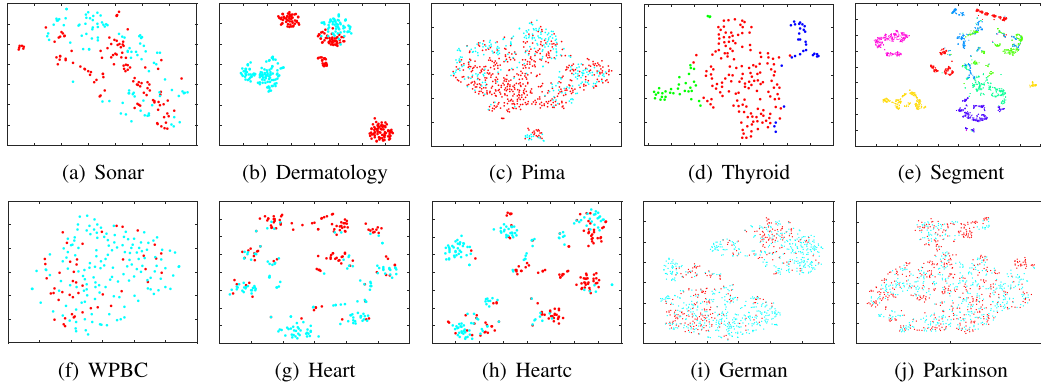 (a) Sonar
(b) Dermatology
(c) Pima
(d) Thyroid
(e) Segment
(f) WPBC
(g) Heart
(h) Heartc
(i) German
(j) Parkinson